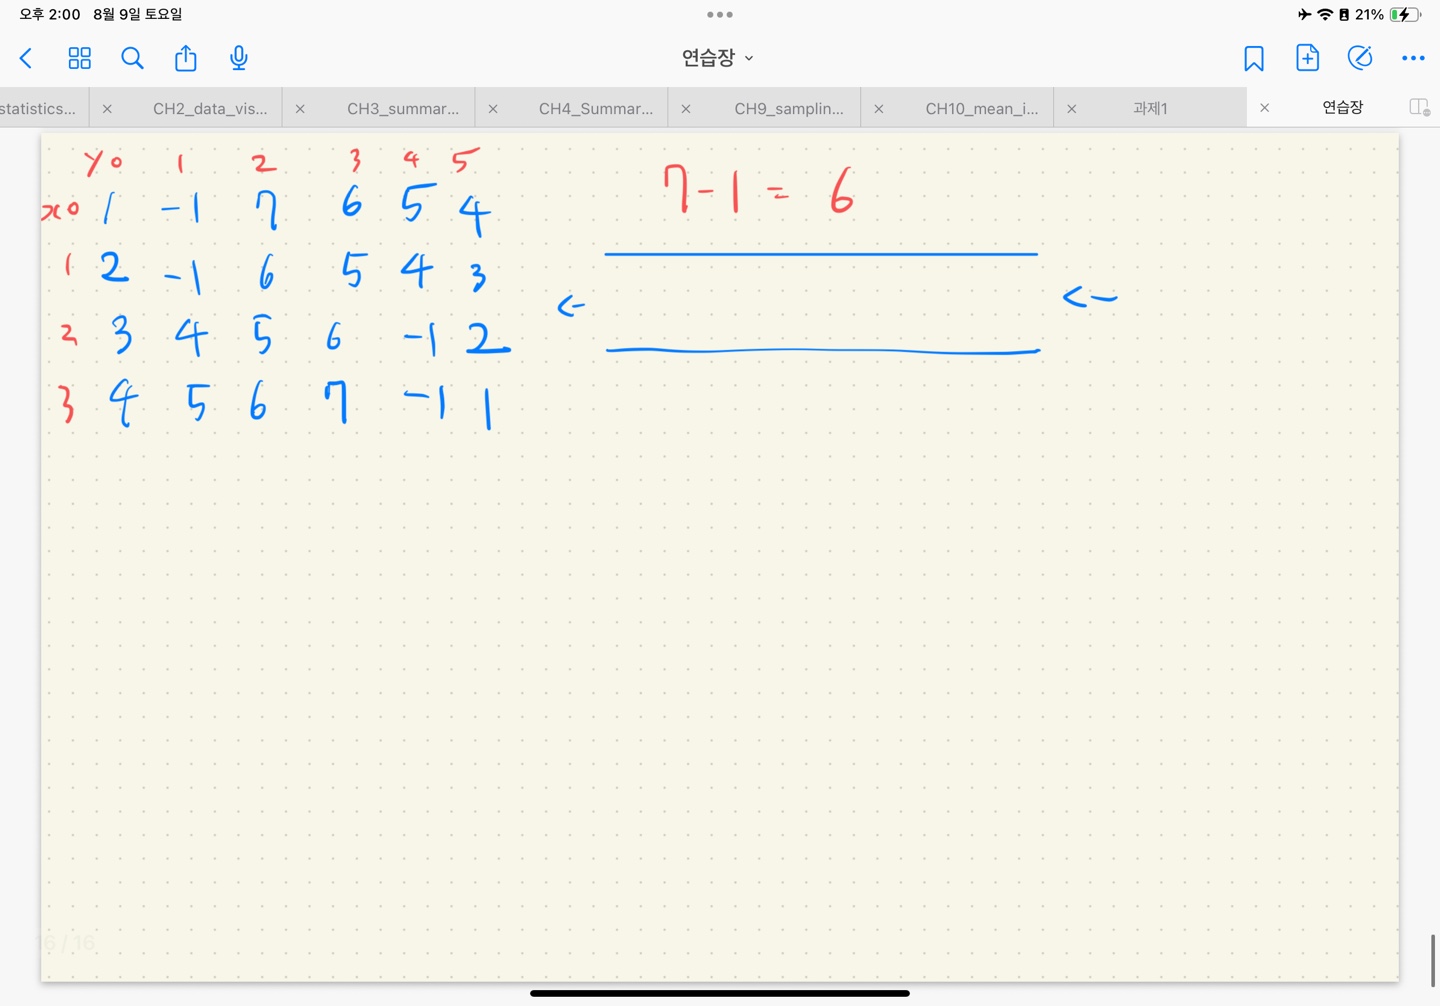 오후 2:00 8월 9일 토요일
21%
연습장
statistics... CH2_data_vis... CH3_summar... CH4_Summar... CH9_samplin... CH10_mean_i... 과제1 연습장
y 0 1 2 3 4 5
x 0 1 -1 7 6 5 4
1 2 -1 6 5 4 3
2 3 4 5 6 -1 2
3 4 5 6 7 -1 1
7-1 = 6
←
←
16 / 16